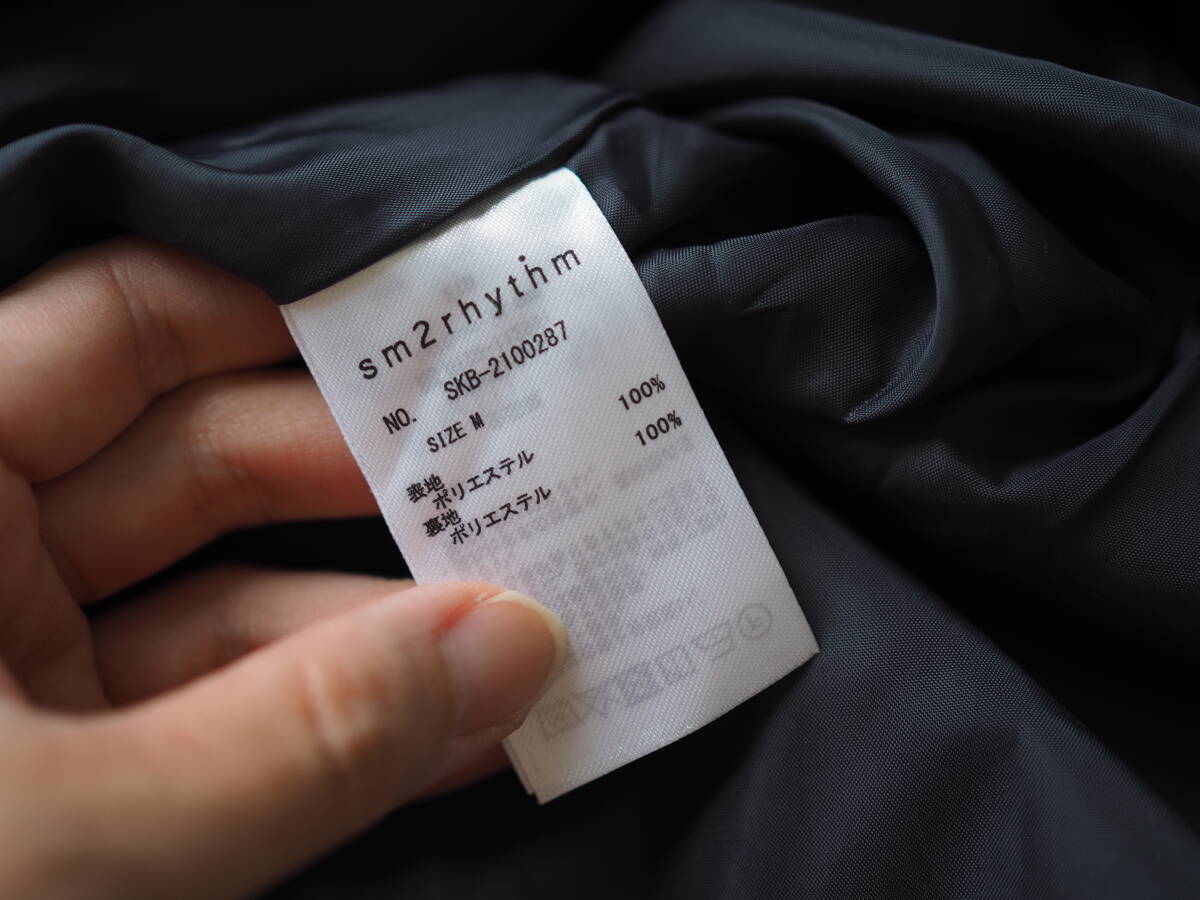 sm2rhythm
NO. SKB-2100287
SIZE M
表地
ポリエステル 100%
裏地
ポリエステル 100%